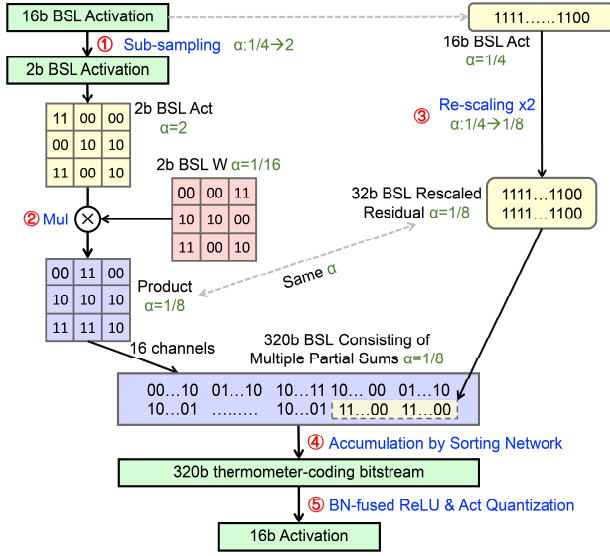 16b BSL Activation
1111......1100
① Sub-sampling α:1/4→2
16b BSL Act
α=1/4
2b BSL Activation
2b BSL Act
α=2
11 00 00
00 10 10
11 00 10
③ Re-scaling x2
α:1/4→1/8
2b BSL W α=1/16
00 00 11
10 10 00
11 00 10
② Mul
32b BSL Rescaled
Residual α=1/8
1111...1100
1111...1100
00 11 00
10 10 10
11 11 10
Product
α=1/8
Same α
16 channels
320b BSL Consisting of
Multiple Partial Sums α=1/8
00...10 01...10 10...11 10...00 01...10
10...01 ......... 10...01 11...00 11...00
④ Accumulation by Sorting Network
320b thermometer-coding bitstream
⑤ BN-fused ReLU & Act Quantization
16b Activation